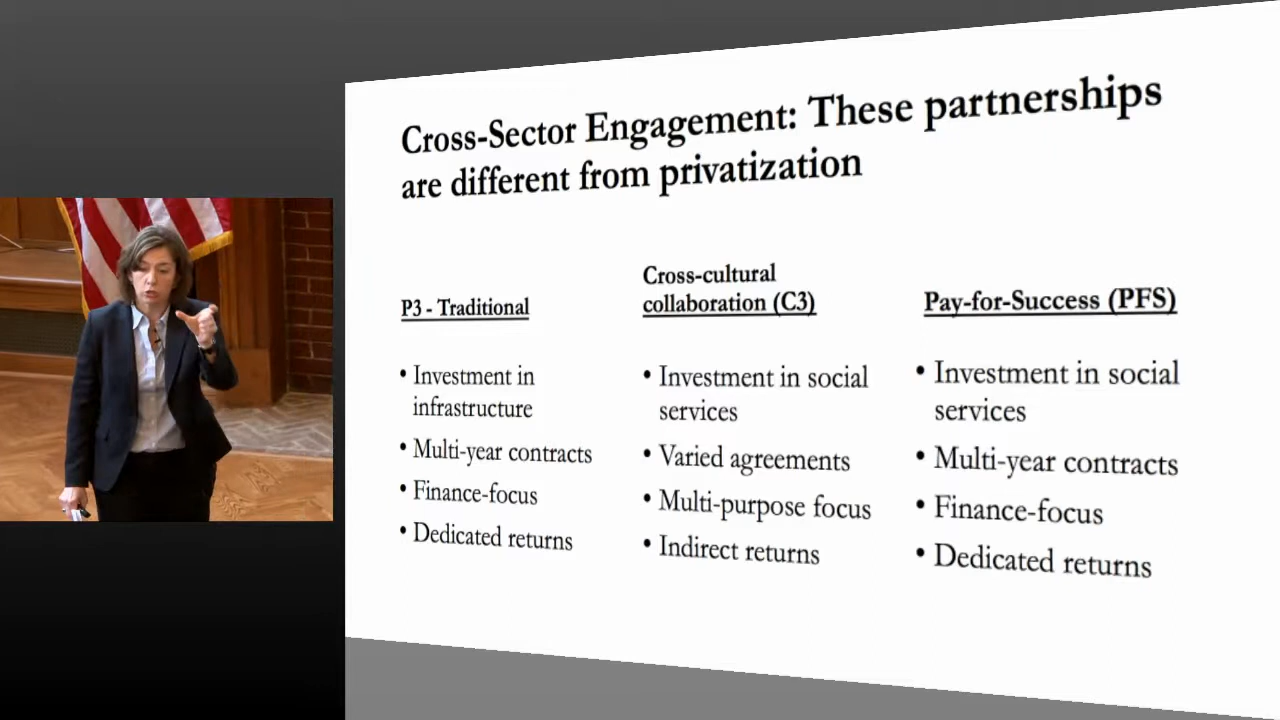 Cross-Sector Engagement: These partnerships
are different from privatization
P3 - Traditional
• Investment in
infrastructure
• Multi-year contracts
• Finance-focus
• Dedicated returns
Cross-cultural
collaboration (C3)
• Investment in social
services
• Varied agreements
• Multi-purpose focus
• Indirect returns
Pay-for-Success (PFS)
• Investment in social
services
• Multi-year contracts
• Finance-focus
• Dedicated returns